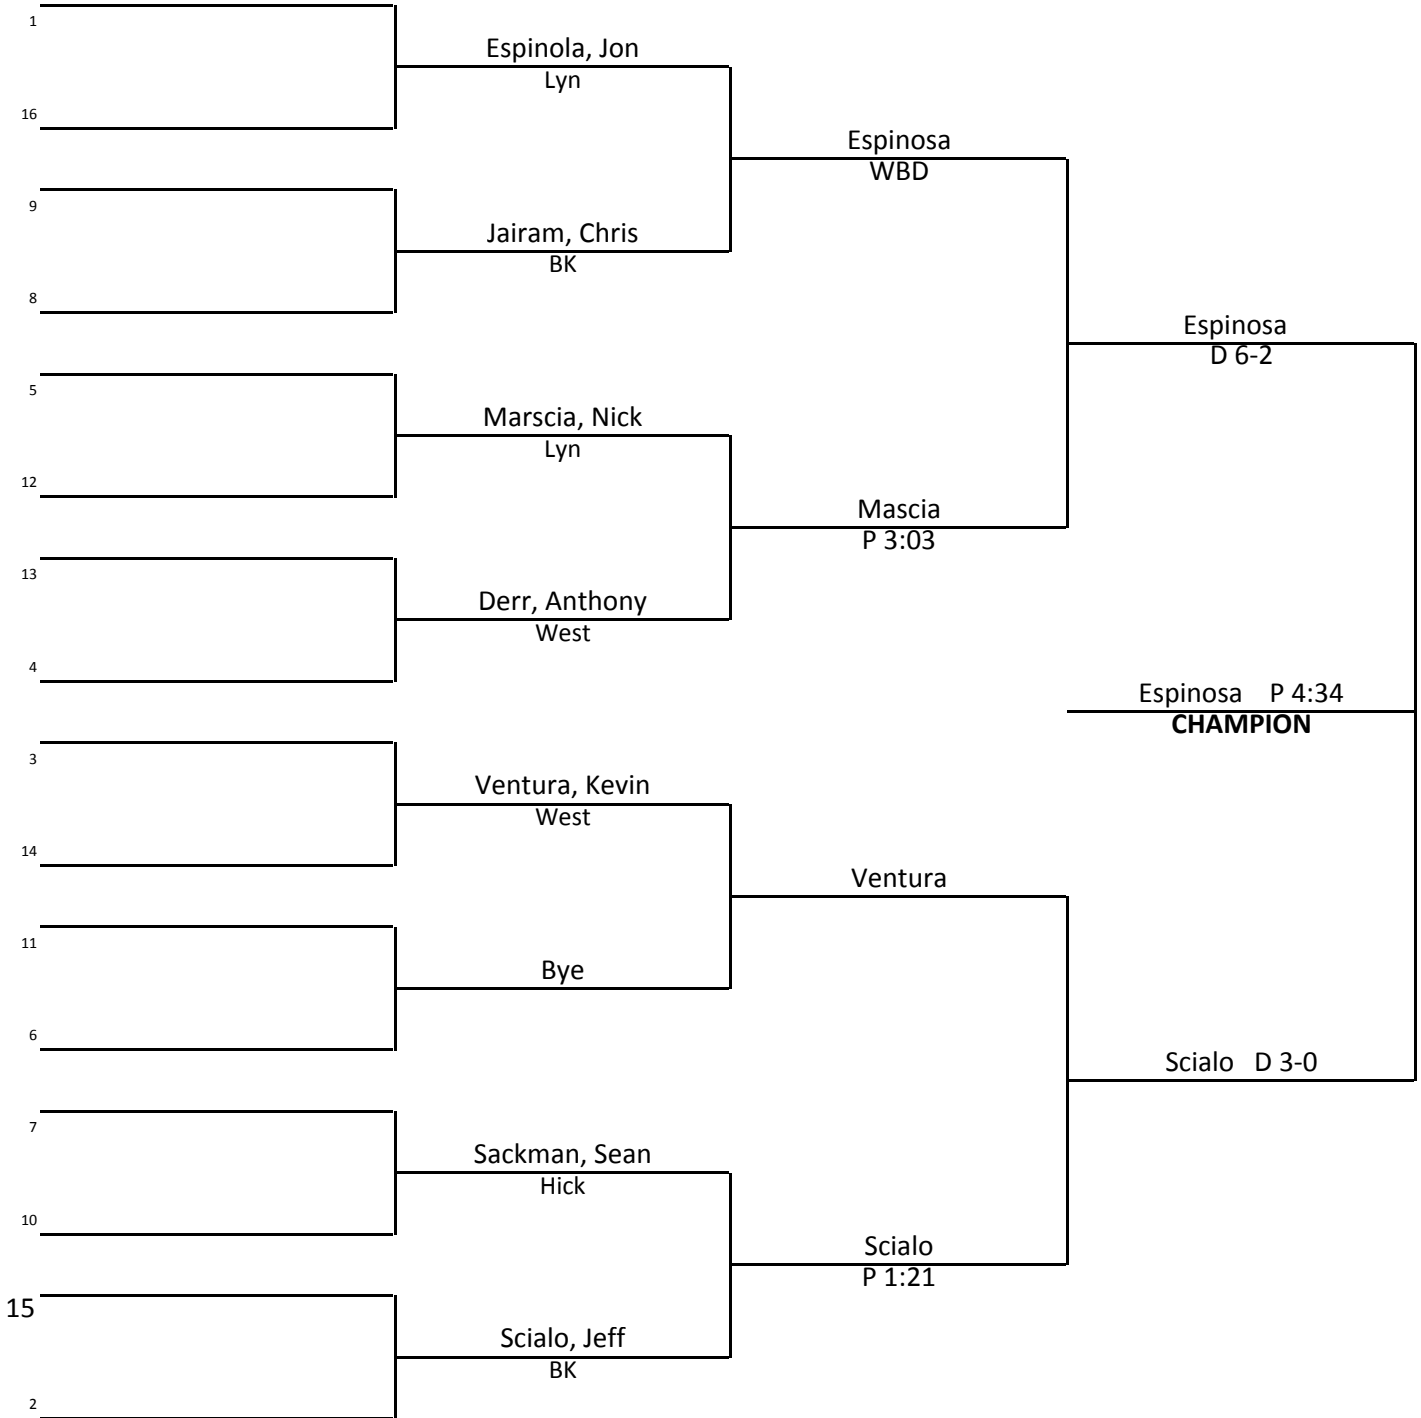 1
Espinola, Jon
Lyn
16
Espinosa
WBD
9
Jairam, Chris
BK
8
Espinosa
D 6-2
5
Marscia, Nick
Lyn
12
Mascia
P 3:03
13
Derr, Anthony
West
4
Espinosa P 4:34
CHAMPION
3
Ventura, Kevin
West
14
Ventura
11
Bye
6
Scialo D 3-0
7
Sackman, Sean
Hick
10
Scialo
P 1:21
15
Scialo, Jeff
BK
2